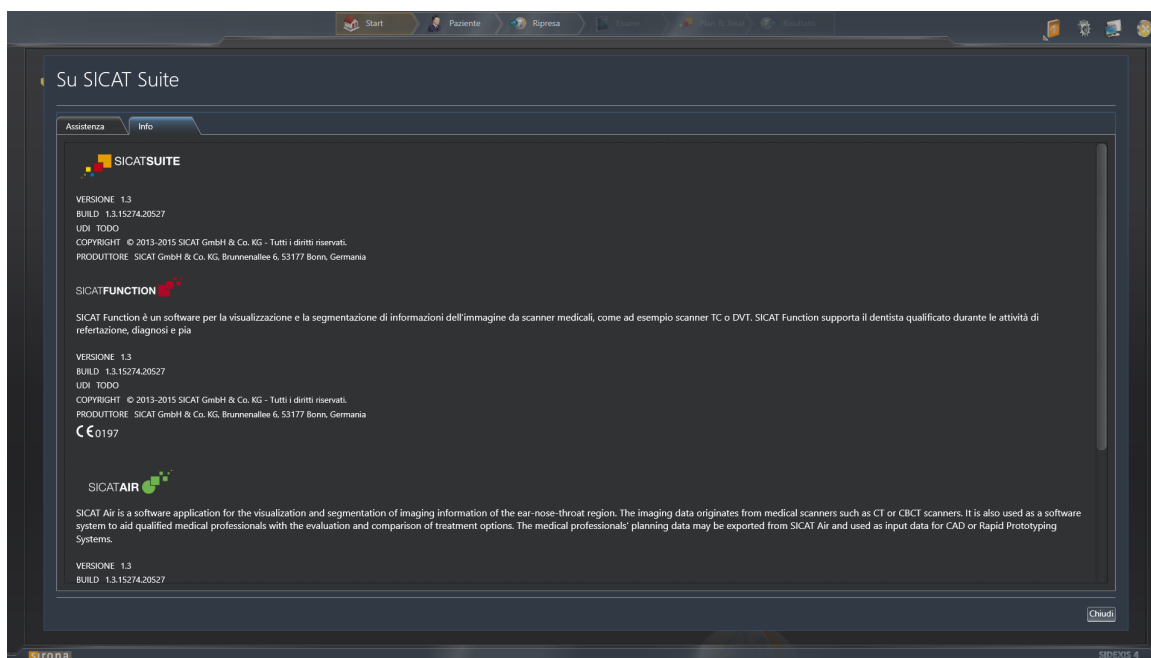 Start
Paziente
Ripresa
Esame
Plan & Treat
Risultato
Su SICAT Suite
Assistenza
Info
SICATSUITE
VERSIONE 1.3
BUILD 1.3.15274.20527
UDI TODO
COPYRIGHT © 2013-2015 SICAT GmbH & Co. KG - Tutti i diritti riservati.
PRODUTTORE SICAT GmbH & Co. KG, Brunnenallee 6, 53177 Bonn, Germania
SICATFUNCTION
SICAT Function è un software per la visualizzazione e la segmentazione di informazioni dell'immagine da scanner medicali, come ad esempio scanner TC o DVT. SICAT Function supporta il dentista qualificato durante le attività di
refertazione, diagnosi e pia
VERSIONE 1.3
BUILD 1.3.15274.20527
UDI TODO
COPYRIGHT © 2013-2015 SICAT GmbH & Co. KG - Tutti i diritti riservati.
PRODUTTORE SICAT GmbH & Co. KG, Brunnenallee 6, 53177 Bonn, Germania
CE0197
SICATAIR
SICAT Air is a software application for the visualization and segmentation of imaging information of the ear-nose-throat region. The imaging data originates from medical scanners such as CT or CBCT scanners. It is also used as a software
system to aid qualified medical professionals with the evaluation and comparison of treatment options. The medical professionals' planning data may be exported from SICAT Air and used as input data for CAD or Rapid Prototyping
Systems.
VERSIONE 1.3
BUILD 1.3.15274.20527
Chiudi
sirona
SIDEXIS 4